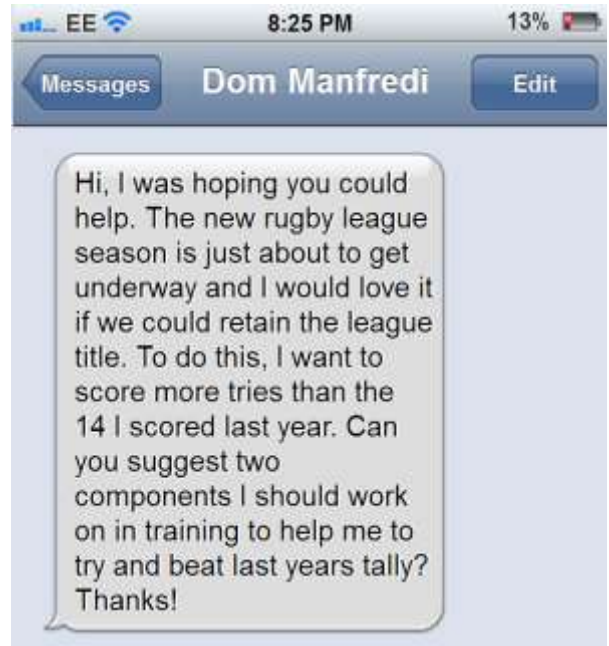 EE 8:25 PM 13%
Messages Dom Manfredi Edit
Hi, I was hoping you could
help. The new rugby league
season is just about to get
underway and I would love it
if we could retain the league
title. To do this, I want to
score more tries than the
14 I scored last year. Can
you suggest two
components I should work
on in training to help me to
try and beat last years tally?
Thanks!